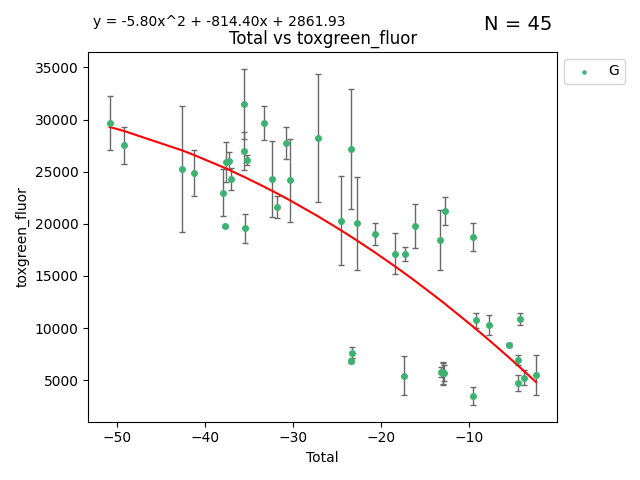 y = -5.80x^2 + -814.40x + 2861.93
N = 45
Total vs toxgreen_fluor
G
35000
30000
25000
20000
15000
10000
5000
toxgreen_fluor
−50 −40 −30 −20 −10
Total